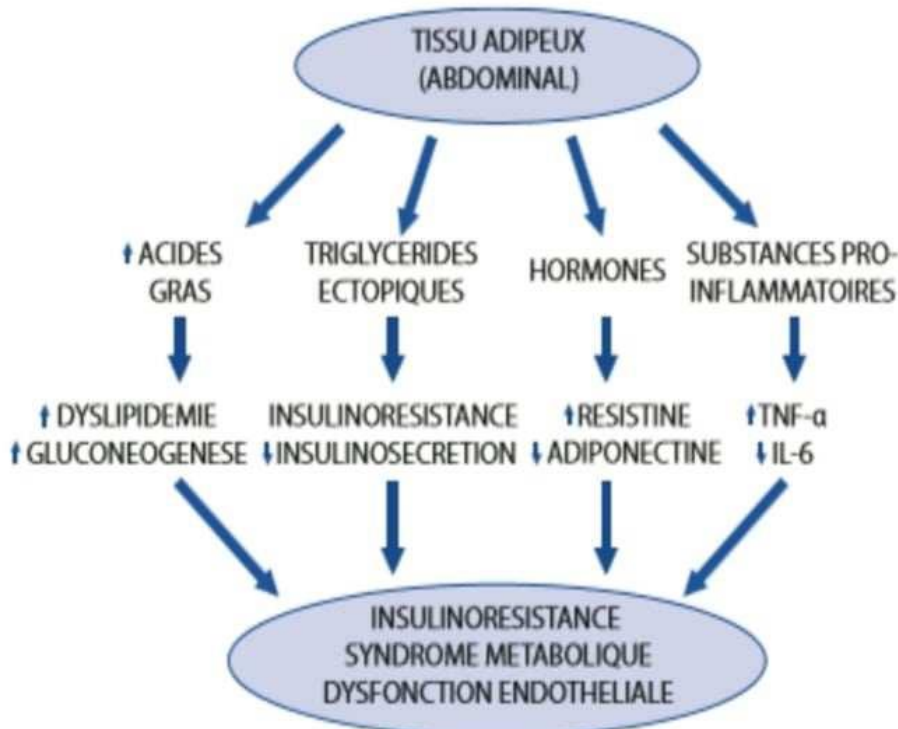 TISSU ADIPEUX
(ABDOMINAL)
↑ ACIDES
GRAS
TRIGLYCERIDES
ECTOPIQUES
HORMONES
SUBSTANCES PRO-
INFLAMMATOIRES
↑ DYSLIPIDEMIE
↑ GLUCONEOGENESE
INSULINORESISTANCE
↓ INSULINOSECRETION
↑ RESISTINE
↓ ADIPONECTINE
↑ TNF-α
↓ IL-6
INSULINORESISTANCE
SYNDROME METABOLIQUE
DYSFONCTION ENDOTHELIALE